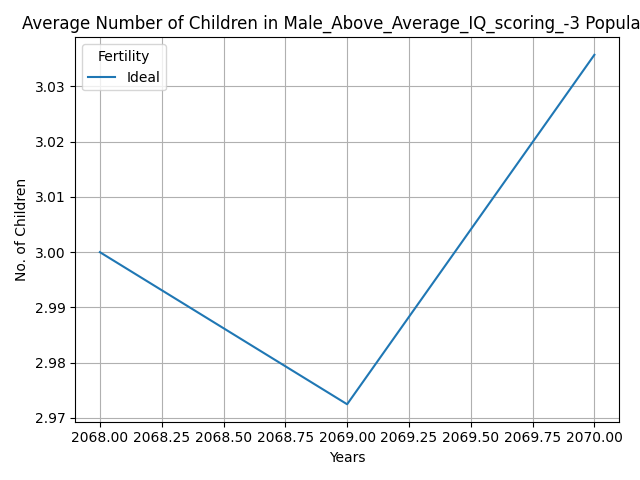 Average Number of Children in Male_Above_Average_IQ_scoring_-3 Popula
Fertility
Ideal
3.03
3.02
3.01
3.00
2.99
2.98
2.97
No. of Children
2068.00 2068.25 2068.50 2068.75 2069.00 2069.25 2069.50 2069.75 2070.00
Years